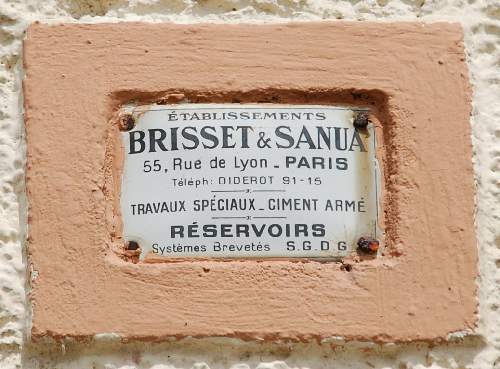 ÉTABLISSEMENTS
BRISSET & SANUA
55, Rue de Lyon - PARIS
Téléph: DIDEROT 91-15
TRAVAUX SPÉCIAUX - CIMENT ARMÉ
RÉSERVOIRS
Systèmes Brevetés S.G.D.G